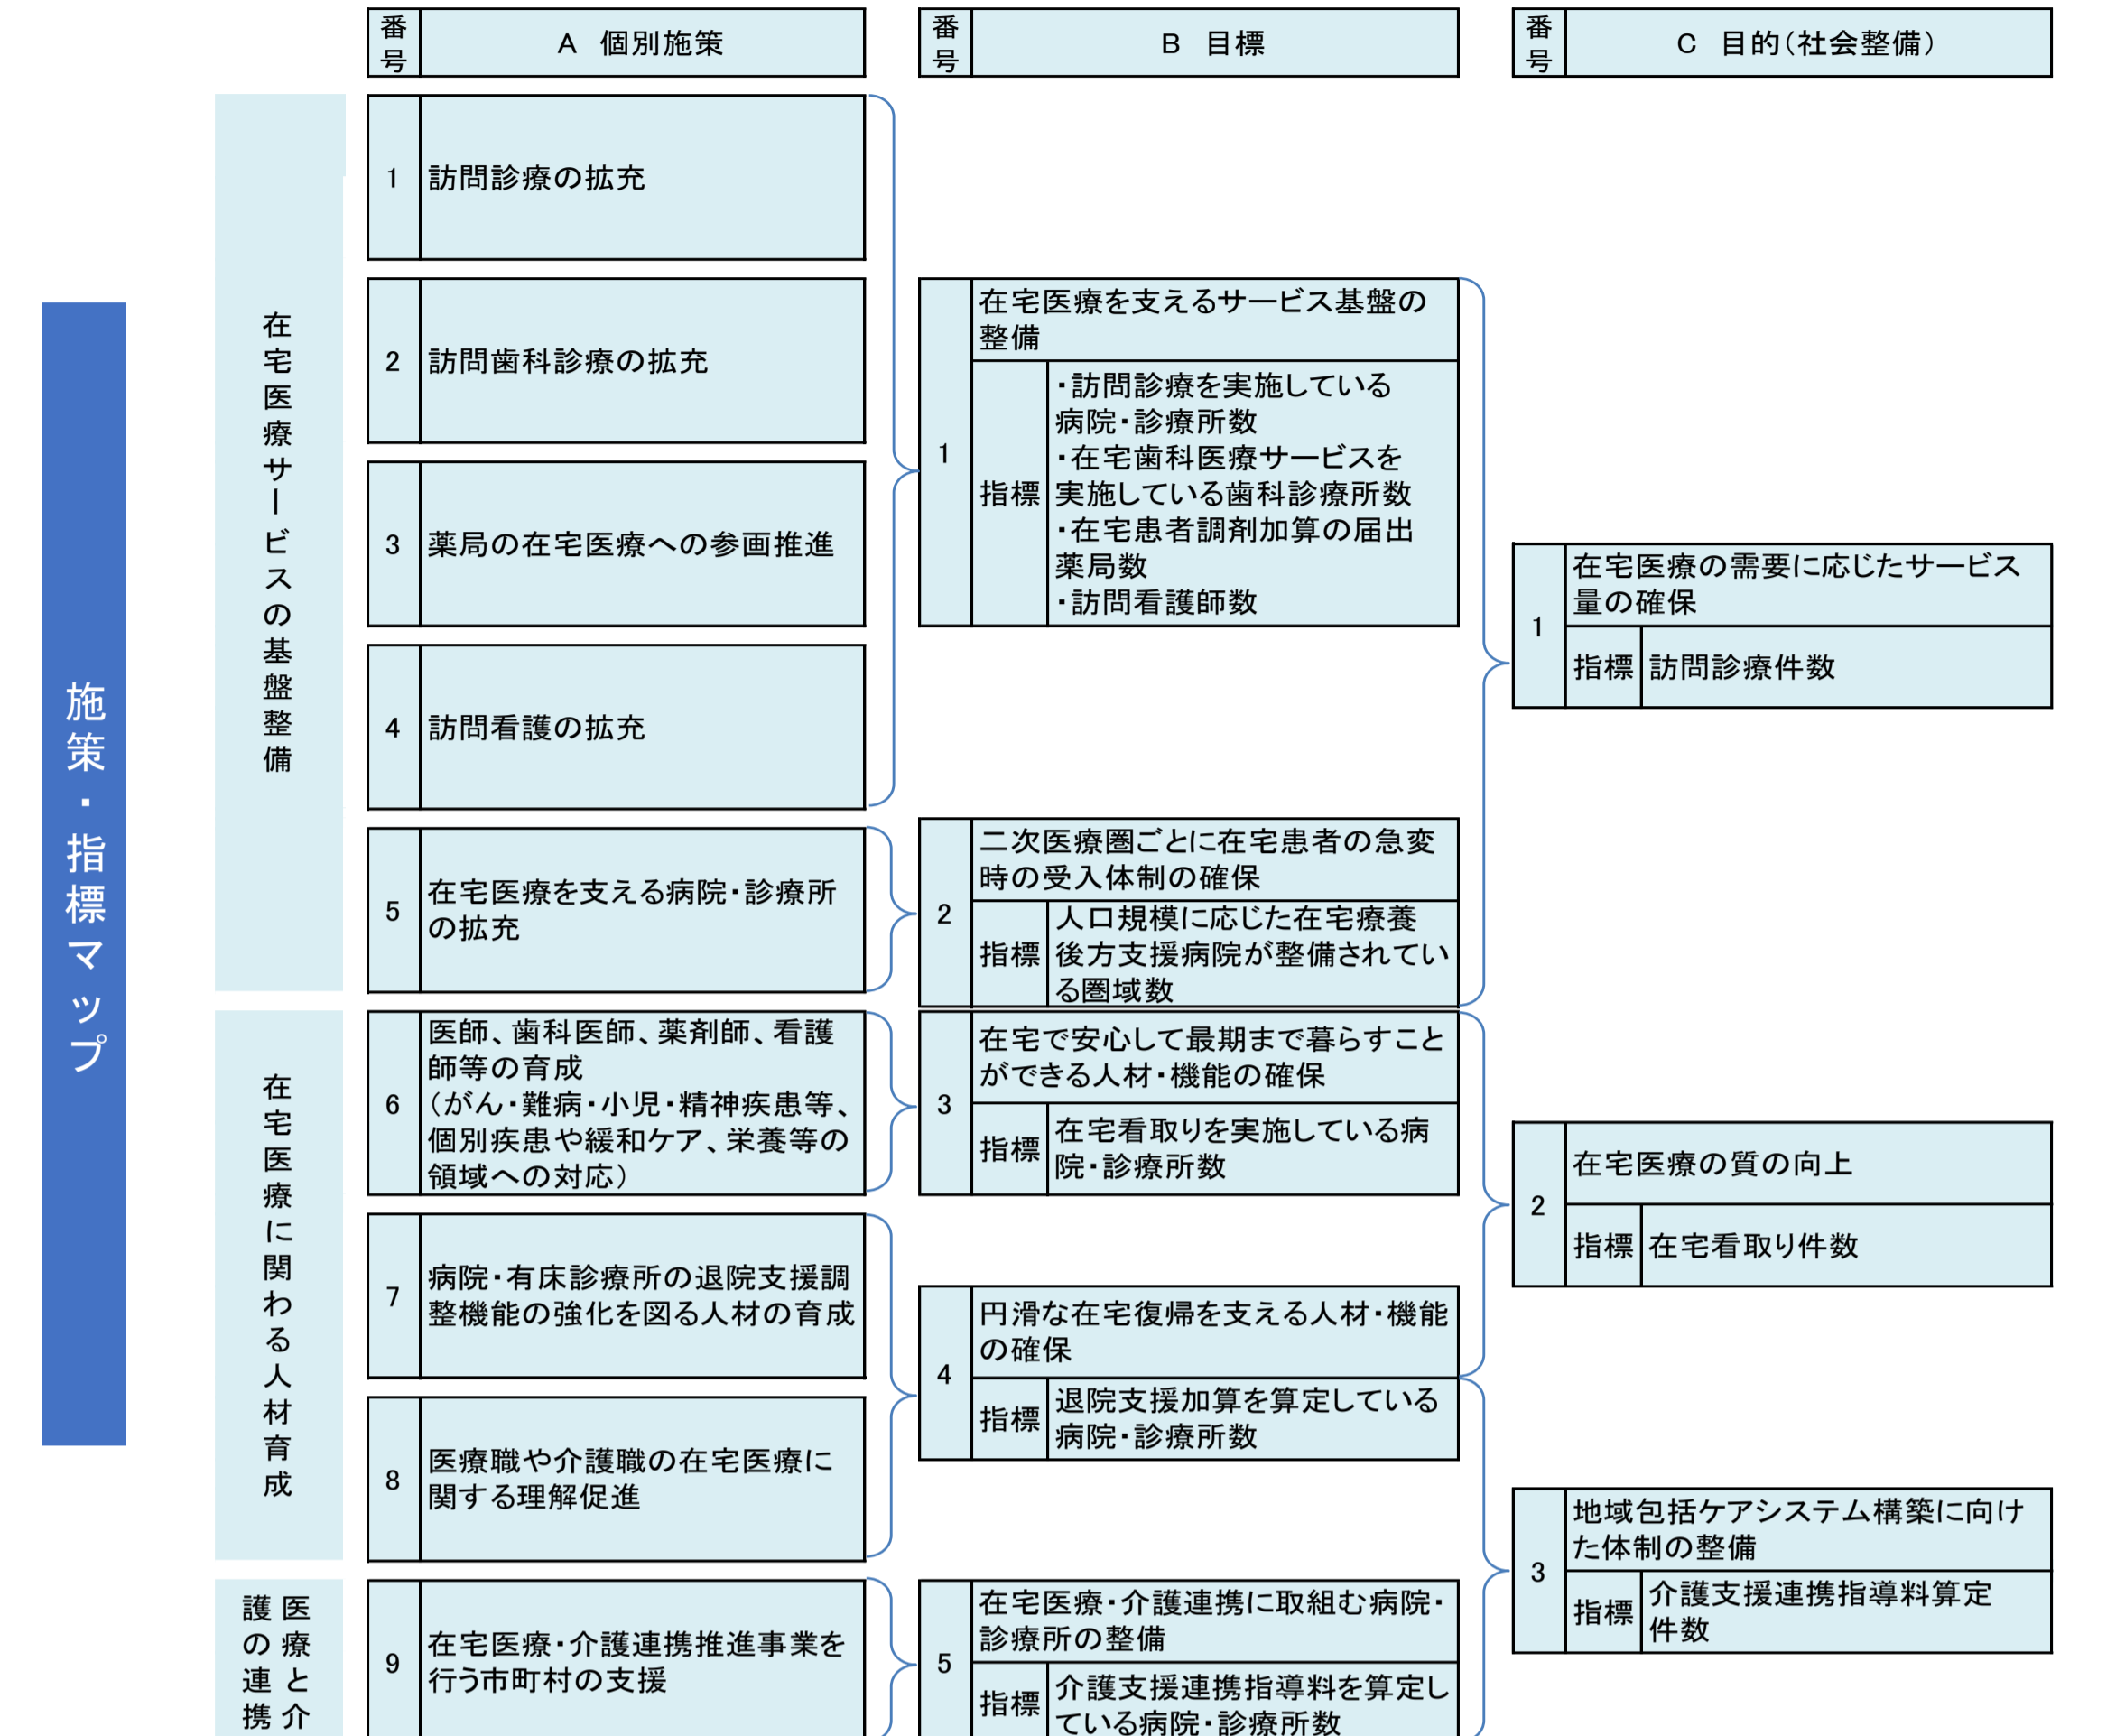 番号
A 個別施策
番号
B 目標
番号
C 目的(社会整備)
施策・指標マップ
在宅医療サービスの基盤整備
1
訪問診療の拡充
2
訪問歯科診療の拡充
3
薬局の在宅医療への参画推進
4
訪問看護の拡充
5
在宅医療を支える病院・診療所
の拡充
在宅医療に関わる人材育成
6
医師、歯科医師、薬剤師、看護
師等の育成
(がん・難病・小児・精神疾患等、
個別疾患や緩和ケア、栄養等の
領域への対応)
7
病院・有床診療所の退院支援調
整機能の強化を図る人材の育成
8
医療職や介護職の在宅医療に
関する理解促進
医療と介
護の連携
9
在宅医療・介護連携推進事業を
行う市町村の支援
1
在宅医療を支えるサービス基盤の
整備
指標
・訪問診療を実施している
病院・診療所数
・在宅歯科医療サービスを
実施している歯科診療所数
・在宅患者調剤加算の届出
薬局数
・訪問看護師数
2
二次医療圏ごとに在宅患者の急変
時の受入体制の確保
指標
人口規模に応じた在宅療養
後方支援病院が整備されてい
る圏域数
3
在宅で安心して最期まで暮らすこと
ができる人材・機能の確保
指標
在宅看取りを実施している病
院・診療所数
4
円滑な在宅復帰を支える人材・機能
の確保
指標
退院支援加算を算定している
病院・診療所数
5
在宅医療・介護連携に取組む病院・
診療所の整備
指標
介護支援連携指導料を算定し
ている病院・診療所数
1
在宅医療の需要に応じたサービス
量の確保
指標
訪問診療件数
2
在宅医療の質の向上
指標
在宅看取り件数
3
地域包括ケアシステム構築に向け
た体制の整備
指標
介護支援連携指導料算定
件数